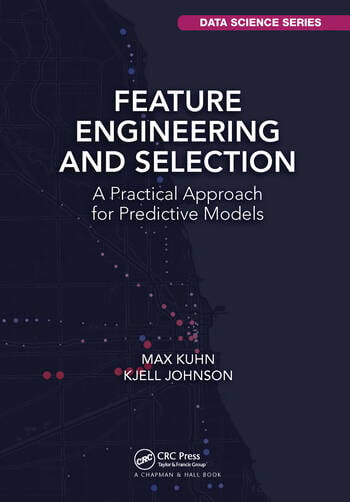 DATA SCIENCE SERIES
FEATURE
ENGINEERING
AND SELECTION
A Practical Approach
for Predictive Models
MAX KUHN
KJELL JOHNSON
CRC
CRC Press
Taylor & Francis Group
A CHAPMAN & HALL BOOK